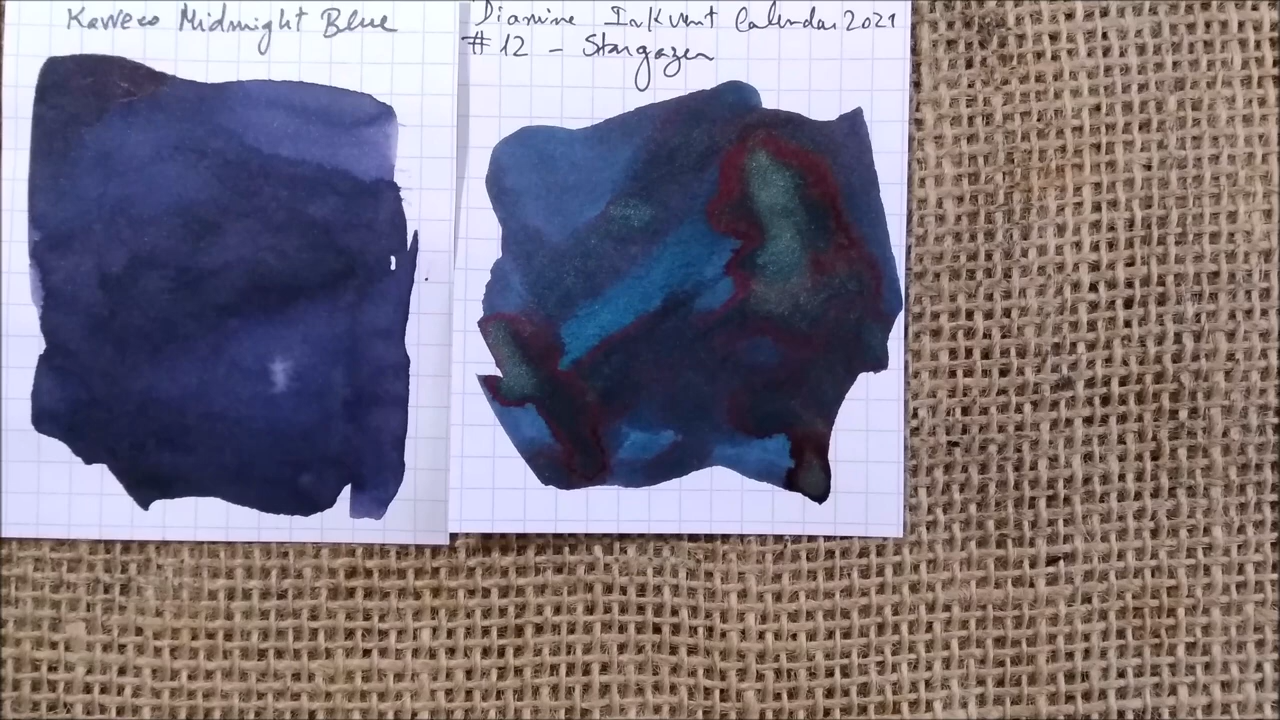 Kaweco Midnight Blue
Diamine Inkvent Calendar 2021
#12 - Stargazer